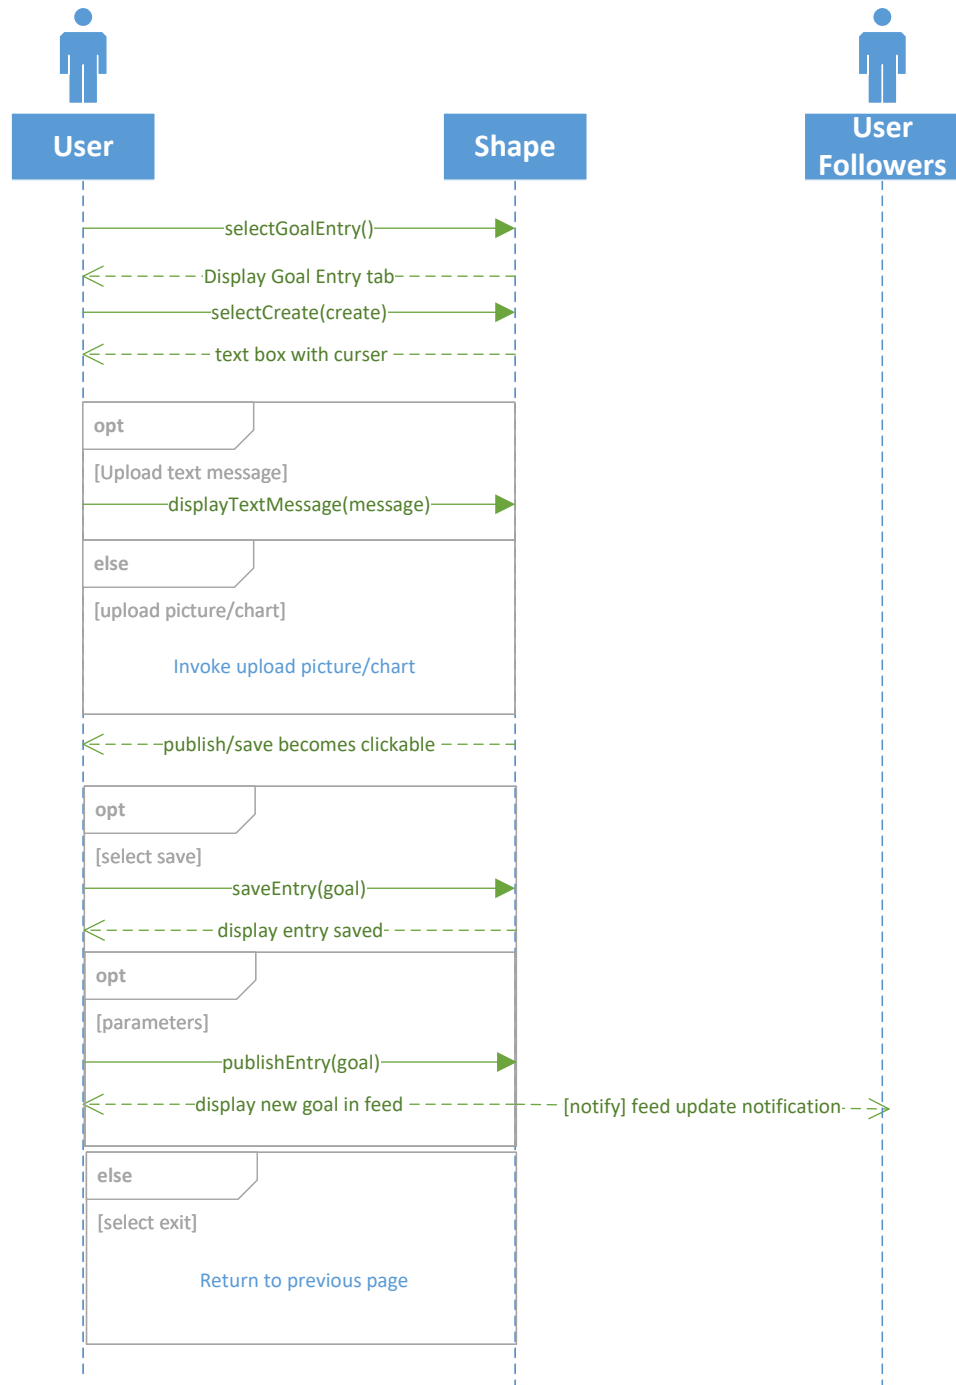 User
Shape
User
Followers
selectGoalEntry()
Display Goal Entry tab
selectCreate(create)
text box with curser
opt
[Upload text message]
displayTextMessage(message)
else
[upload picture/chart]
Invoke upload picture/chart
publish/save becomes clickable
opt
[select save]
saveEntry(goal)
display entry saved
opt
[parameters]
publishEntry(goal)
display new goal in feed
[notify] feed update notification
else
[select exit]
Return to previous page